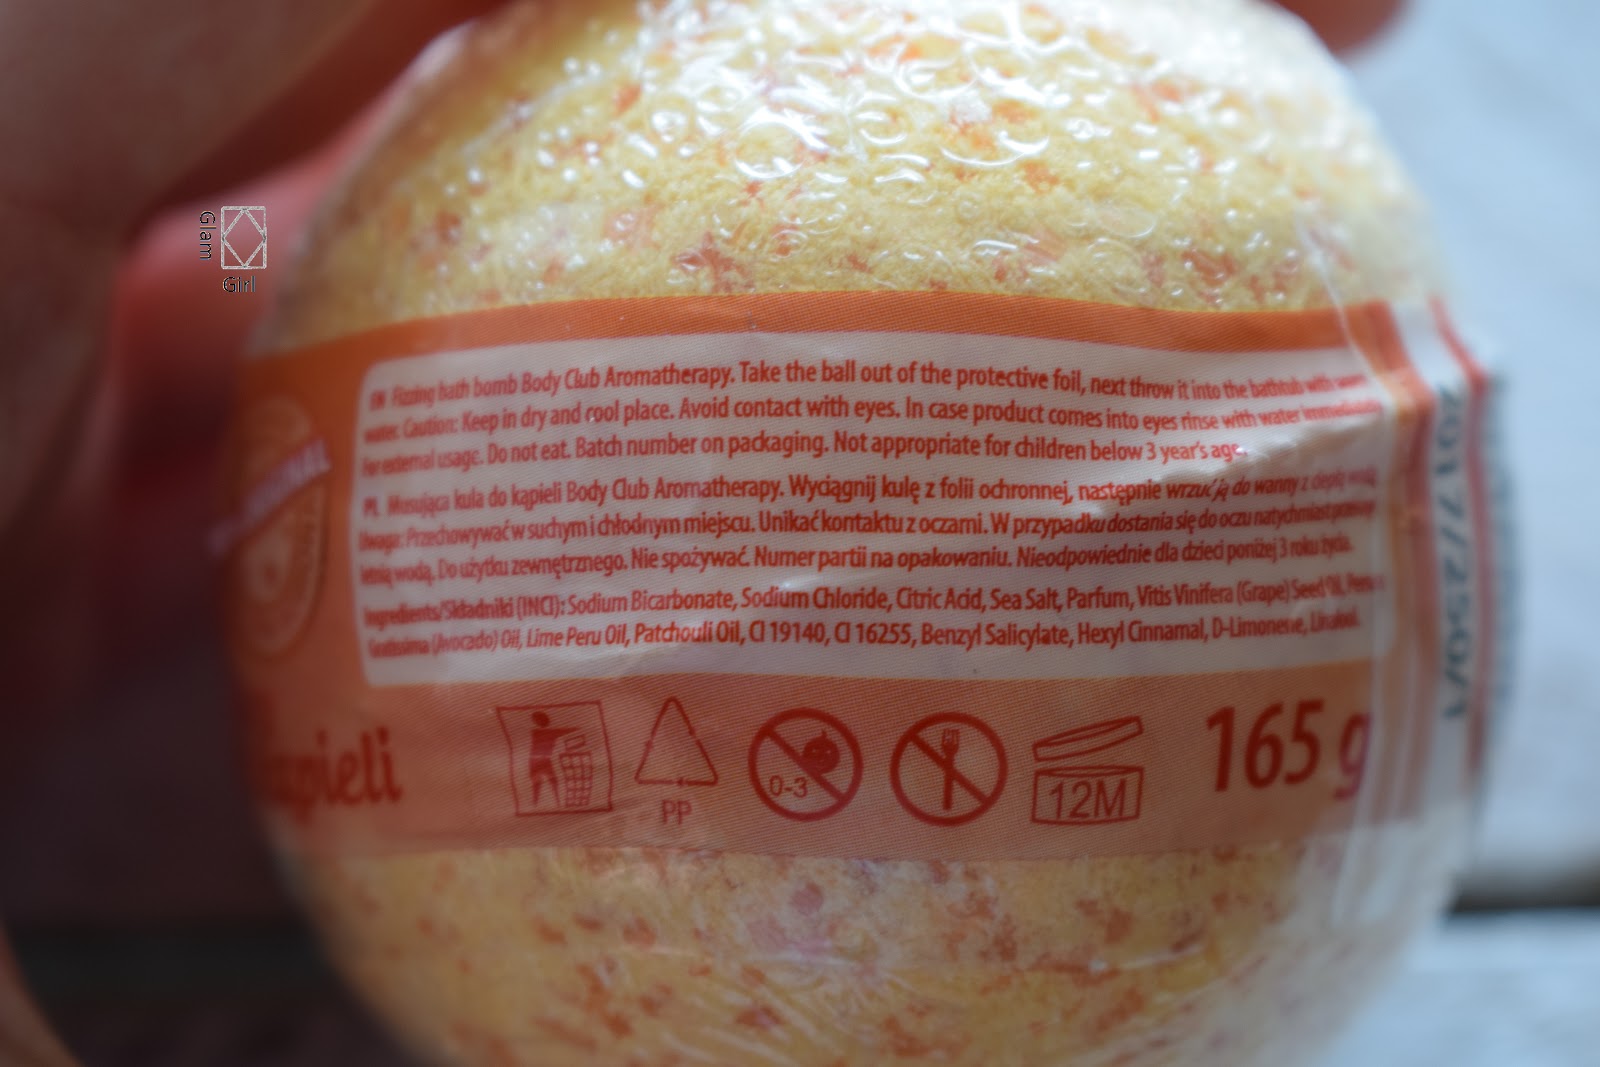 Glam
Girl
EN Fizzing bath bomb Body Club Aromatherapy. Take the ball out of the protective foil, next throw it into the bathtub with warm
water. Caution: Keep in dry and cool place. Avoid contact with eyes. In case product comes into eyes rinse with water immediately
For external usage. Do not eat. Batch number on packaging. Not appropriate for children below 3 year's age.
PL Musująca kula do kąpieli Body Club Aromatherapy. Wyciągnij kulę z folii ochronnej, następnie wrzuć ją do wanny z ciepłą wodą
Uwaga: Przechowywać w suchym i chłodnym miejscu. Unikać kontaktu z oczami. W przypadku dostania się do oczu natychmiast
letnią wodą. Do użytku zewnętrznego. Nie spożywać. Numer partii na opakowaniu. Nieodpowiednie dla dzieci poniżej 3 roku życia.
Ingredients/Składniki (INCI): Sodium Bicarbonate, Sodium Chloride, Citric Acid, Sea Salt, Parfum, Vitis Vinifera (Grape) Seed Oil,
Gratissima (Avocado) Oil, Lime Peru Oil, Patchouli Oil, CI 19140, CI 16255, Benzyl Salicylate, Hexyl Cinnamal, D-Limonene, Linalool.
PP
0-3
12M
165 g